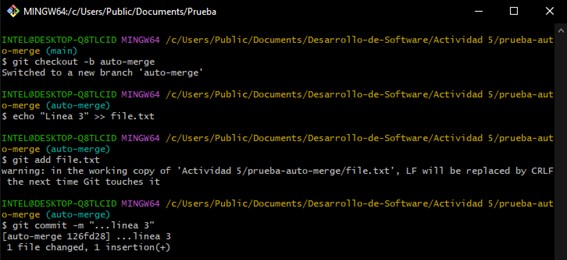 MINGW64:/c/Users/Public/Documents/Prueba
INTEL@DESKTOP-Q8TLCID MINGW64 /c/Users/Public/Documents/Desarrollo-de-Software/Actividad 5/prueba-aut
o-merge (main)
$ git checkout -b auto-merge
Switched to a new branch 'auto-merge'
INTEL@DESKTOP-Q8TLCID MINGW64 /c/Users/Public/Documents/Desarrollo-de-Software/Actividad 5/prueba-aut
o-merge (auto-merge)
$ echo "Linea 3" >> file.txt
INTEL@DESKTOP-Q8TLCID MINGW64 /c/Users/Public/Documents/Desarrollo-de-Software/Actividad 5/prueba-aut
o-merge (auto-merge)
$ git add file.txt
warning: in the working copy of 'Actividad 5/prueba-auto-merge/file.txt', LF will be replaced by CRLF
 the next time Git touches it
INTEL@DESKTOP-Q8TLCID MINGW64 /c/Users/Public/Documents/Desarrollo-de-Software/Actividad 5/prueba-aut
o-merge (auto-merge)
$ git commit -m "...linea 3"
[auto-merge 126fd28] ...linea 3
 1 file changed, 1 insertion(+)